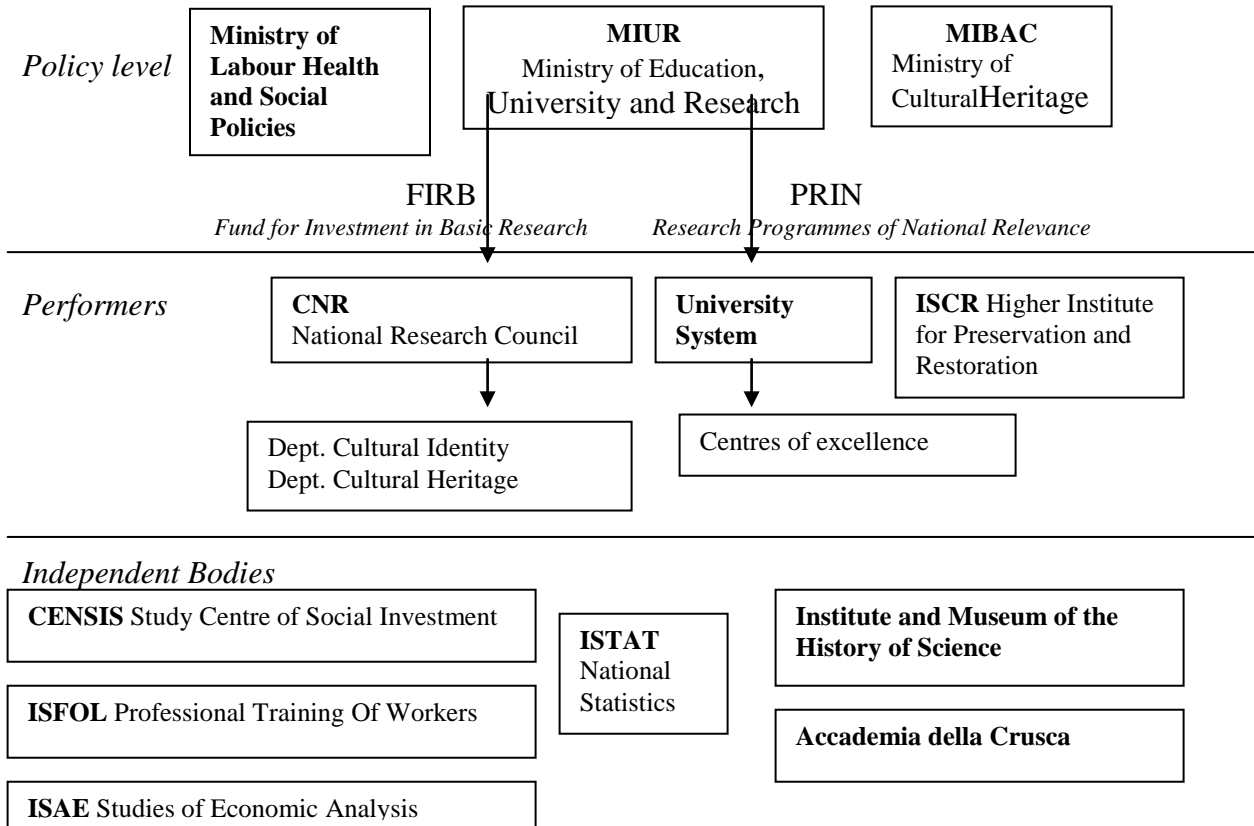 Policy level
Ministry of
Labour Health
and Social
Policies
MIUR
Ministry of Education,
University and Research
MIBAC
Ministry of
CulturalHeritage
FIRB
Fund for Investment in Basic Research
PRIN
Research Programmes of National Relevance
Performers
CNR
National Research Council
University
System
ISCR Higher Institute
for Preservation and
Restoration
Dept. Cultural Identity
Dept. Cultural Heritage
Centres of excellence
Independent Bodies
CENSIS Study Centre of Social Investment
ISFOL Professional Training Of Workers
ISAE Studies of Economic Analysis
ISTAT
National
Statistics
Institute and Museum of the
History of Science
Accademia della Crusca